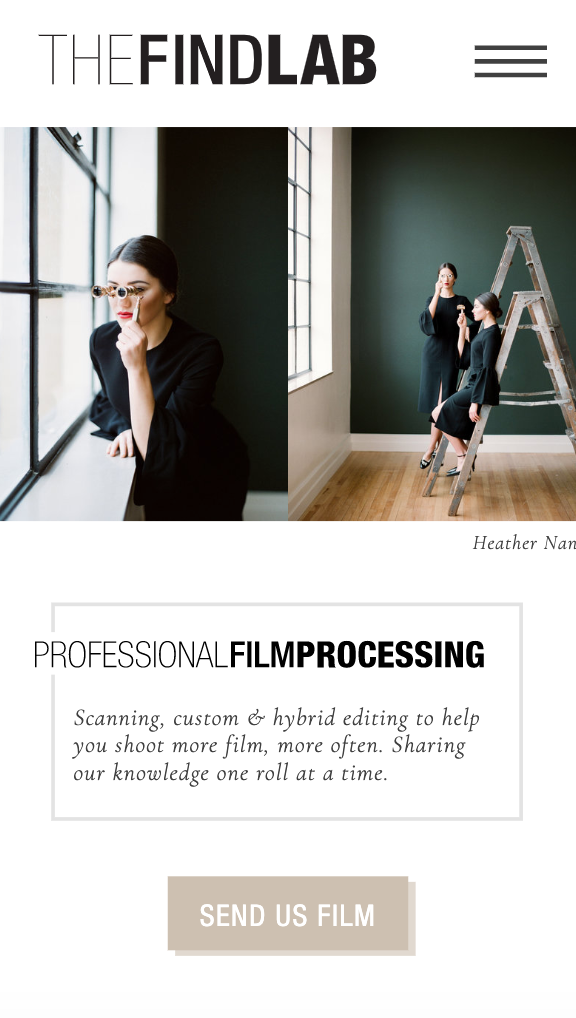 THEFINDLAB
Heather Nan
PROFESSIONALFILMPROCESSING
Scanning, custom & hybrid editing to help
you shoot more film, more often. Sharing
our knowledge one roll at a time.
SEND US FILM